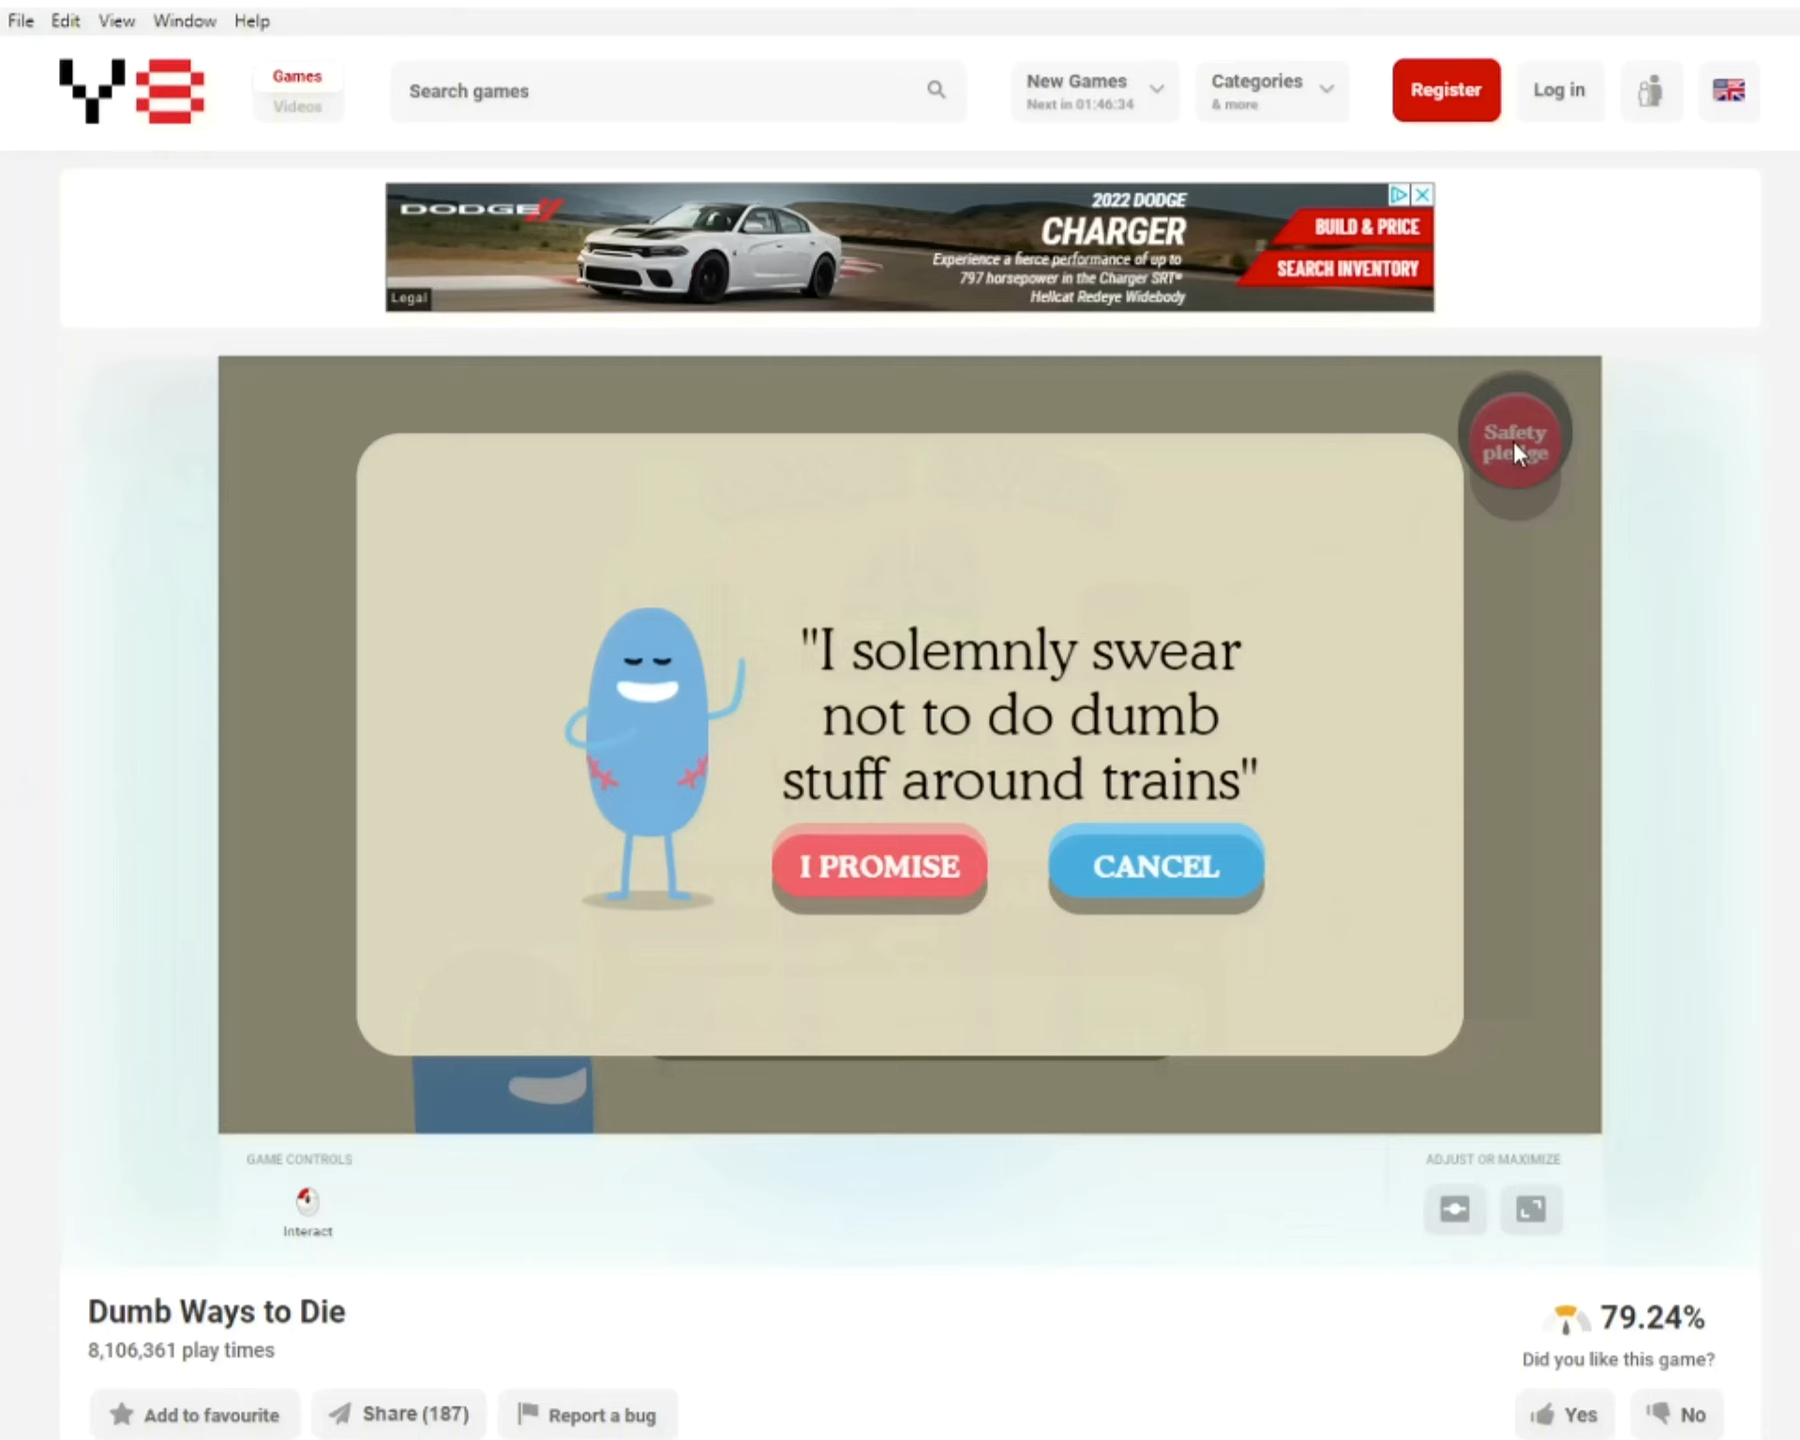 File Edit View Window Help
Y8
Games
Videos
Search games
New Games
Next in 01:46:34
Categories
& more
Register
Log in
DODGE
2022 DODGE
CHARGER
Experience a fierce performance of up to
797 horsepower in the Charger SRT®
Hellcat Redeye Widebody
BUILD & PRICE
SEARCH INVENTORY
Legal
Safety
pledge
"I solemnly swear
not to do dumb
stuff around trains"
I PROMISE
CANCEL
GAME CONTROLS
Interact
ADJUST OR MAXIMIZE
Dumb Ways to Die
8,106,361 play times
79.24%
Did you like this game?
Add to favourite
Share (187)
Report a bug
Yes
No